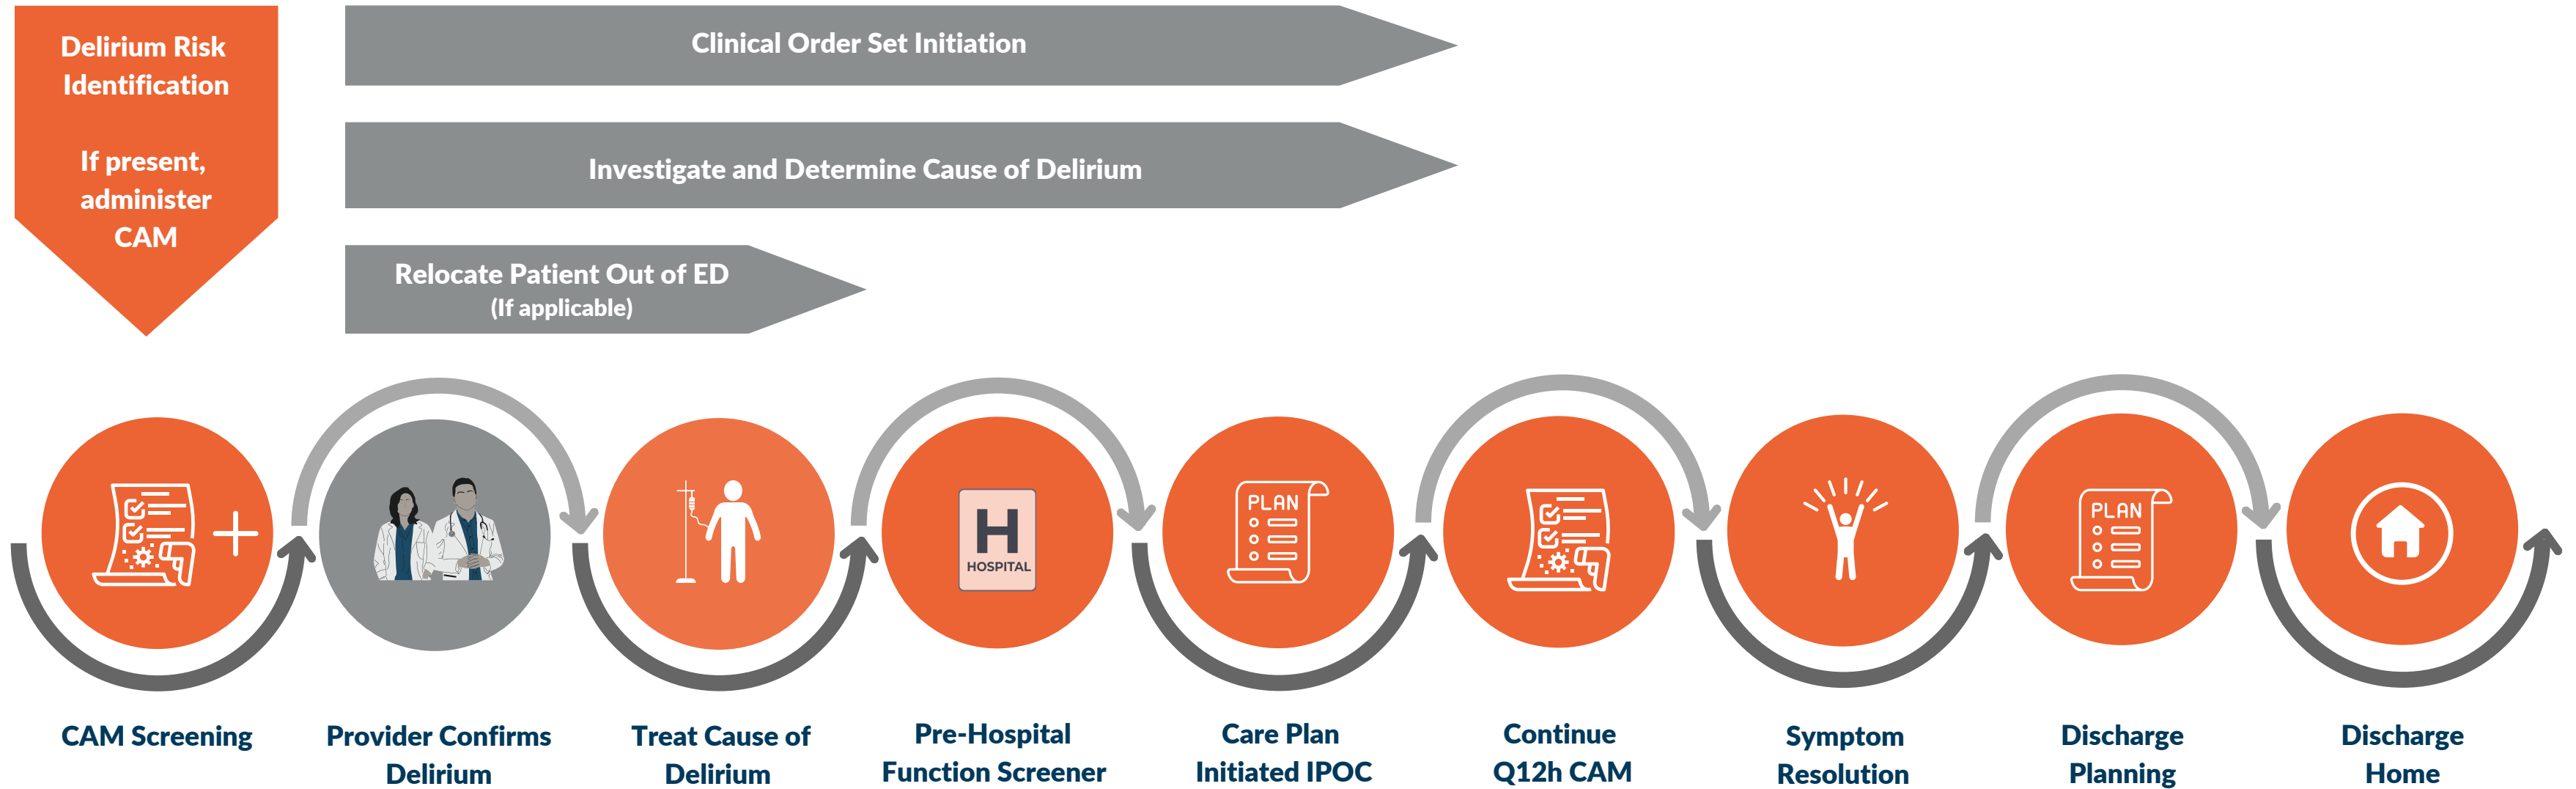 Delirium Risk
Identification
If present,
administer
CAM
Clinical Order Set Initiation
Investigate and Determine Cause of Delirium
Relocate Patient Out of ED
(If applicable)
H
HOSPITAL
PLAN
PLAN
CAM Screening
Provider Confirms
Delirium
Treat Cause of
Delirium
Pre-Hospital
Function Screener
Care Plan
Initiated IPOC
Continue
Q12h CAM
Symptom
Resolution
Discharge
Planning
Discharge
Home